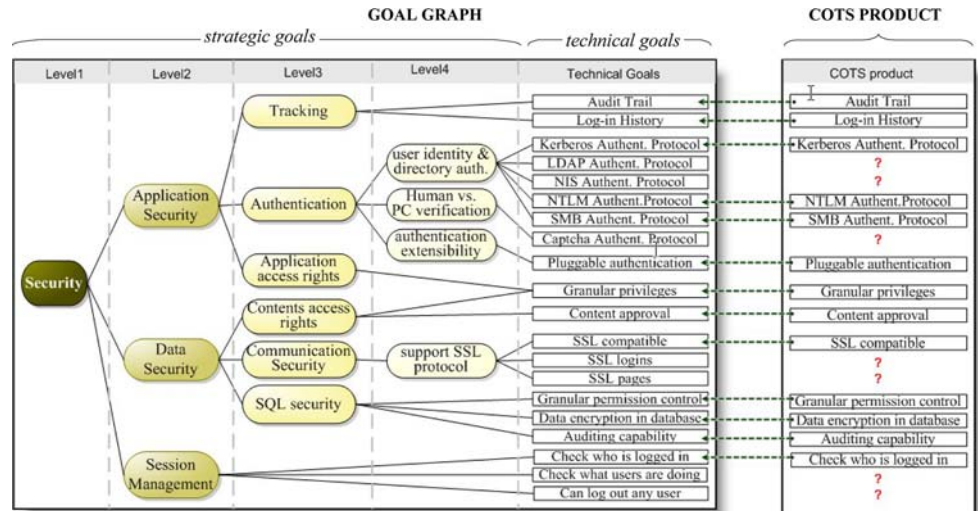 GOAL GRAPH
COTS PRODUCT
strategic goals
technical goals
Level1
Level2
Level3
Level4
Technical Goals
COTS product
Security
Application
Security
Data
Security
Session
Management
Tracking
Authentication
Application
access rights
Contents access
rights
Communication
Security
SQL security
user identity &
directory auth.
Human vs.
PC verification
authentication
extensibility
support SSL
protocol
Audit Trail
Log-in History
Kerberos Authent. Protocol
LDAP Authent. Protocol
NIS Authent. Protocol
NTLM Authent.Protocol
SMB Authent. Protocol
Captcha Authent. Protocol
Pluggable authentication
Granular privileges
Content approval
SSL compatible
SSL logins
SSL pages
Granular permission control
Data encryption in database
Auditing capability
Check who is logged in
Check what users are doing
Can log out any user
Audit Trail
Log-in History
Kerberos Authent. Protocol
?
?
NTLM Authent.Protocol
SMB Authent. Protocol
?
Pluggable authentication
Granular privileges
Content approval
SSL compatible
?
?
Granular permission control
Data encryption in database
Auditing capability
Check who is logged in
?
?